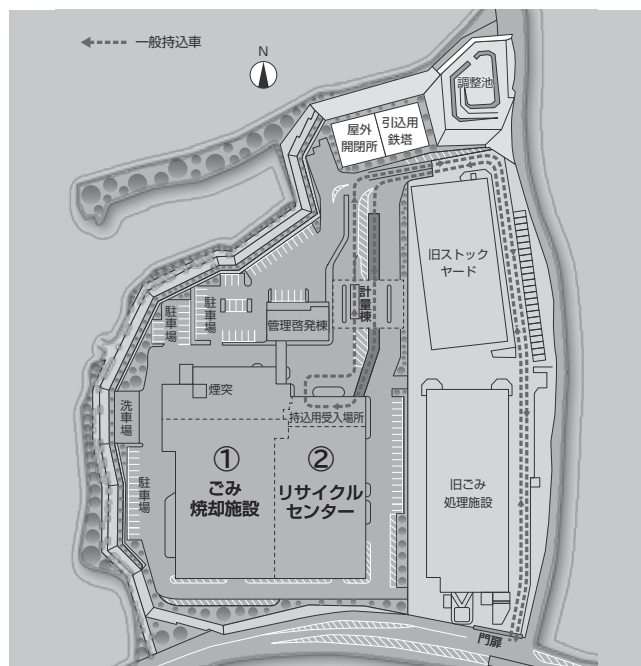 一般持込車
N
調整池
屋外
開閉所
引込用
鉄塔
旧ストック
ヤード
計量棟
駐車場
駐車場
管理啓発棟
煙突
洗車場
持込用受入場所
①
ごみ
焼却施設
②
リサイクル
センター
駐車場
旧ごみ
処理施設
門扉